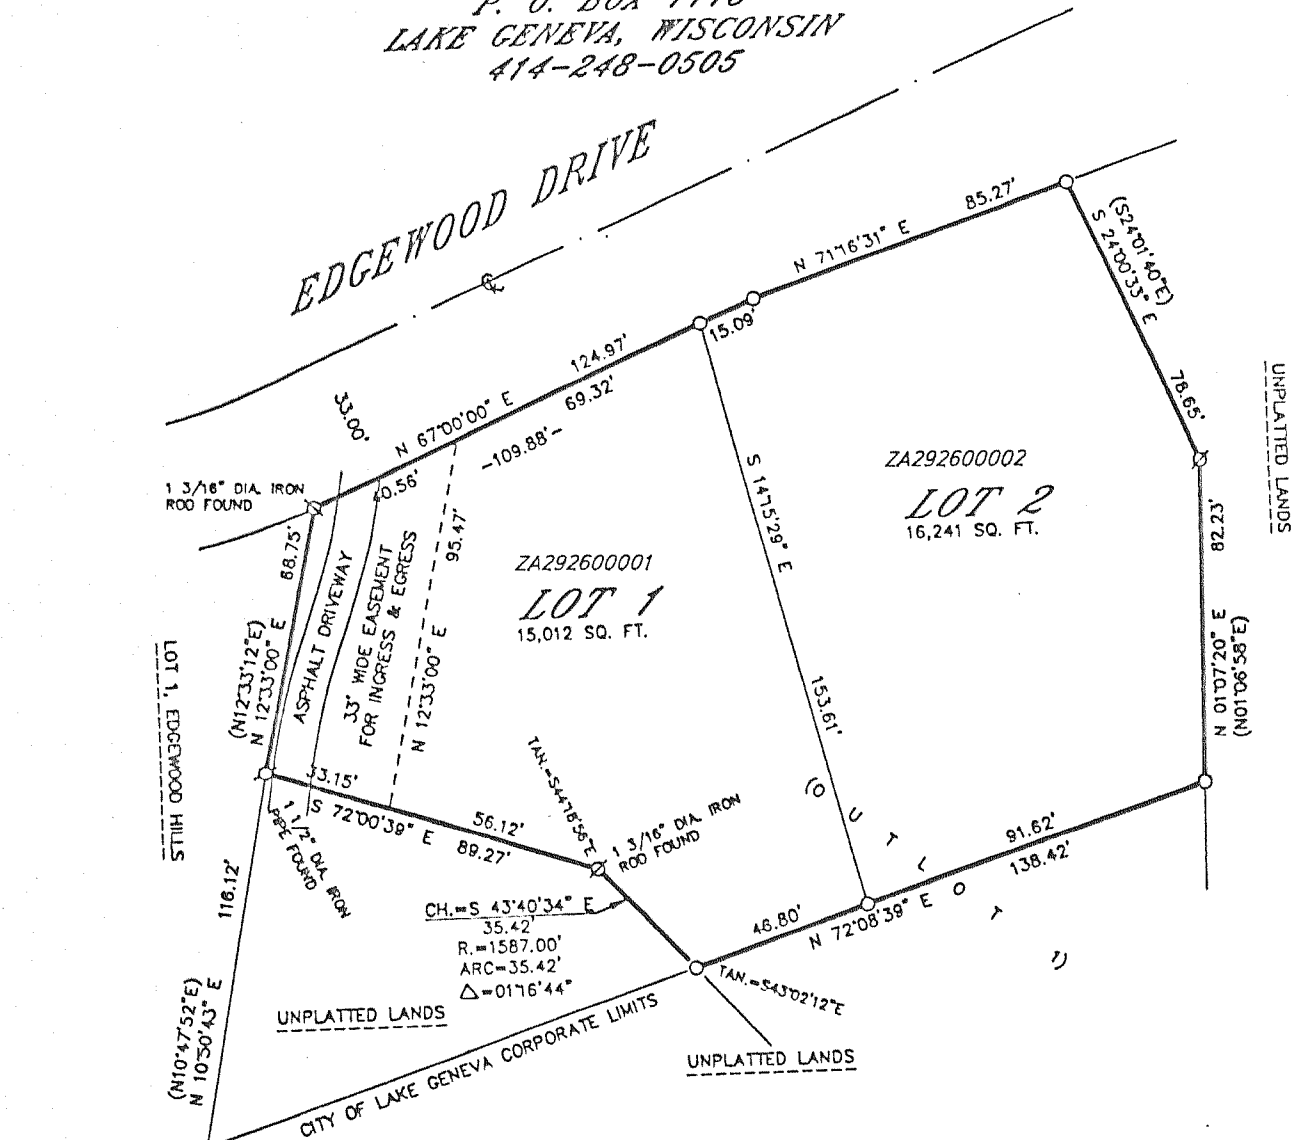 LAKE GENEVA, WISCONSIN
414-248-0505
EDGEWOOD DRIVE
85.27'
N 71°16'31" E
(S24°01'40"E)
S 24°00'33" E
78.65'
15.09'
124.97'
69.32'
N 67°00'00" E
-109.88'-
33.00'
40.56'
1 3/16" DIA. IRON
ROD FOUND
UNPLATTED LANDS
ZA292600002
LOT 2
16,241 SQ. FT.
S 14°15'29" E
153.61'
82.23'
N 01°07'20" E
(N01°06'58"E)
ZA292600001
LOT 1
15,012 SQ. FT.
95.47'
N 12°33'00" E
33' WIDE EASEMENT
FOR INGRESS & EGRESS
ASPHALT DRIVEWAY
68.75'
(N12°33'12"E)
N 12°33'00" E
LOT 1, EDGEWOOD HILLS
33.15'
S 72°00'39" E
56.12'
89.27'
TAN.=S44°18'56"E
1 3/16" DIA. IRON
ROD FOUND
1 1/2" DIA. IRON
PIPE FOUND
116.12'
(N10°47'52"E)
N 10°50'43" E
CH.=S 43°40'34" E
35.42'
R.=1587.00'
ARC=35.42'
△=01°16'44"
(OUTLOT 1)
91.62'
138.42'
46.80'
N 72°08'39" E
TAN.=S43°02'12"E
UNPLATTED LANDS
CITY OF LAKE GENEVA CORPORATE LIMITS
UNPLATTED LANDS